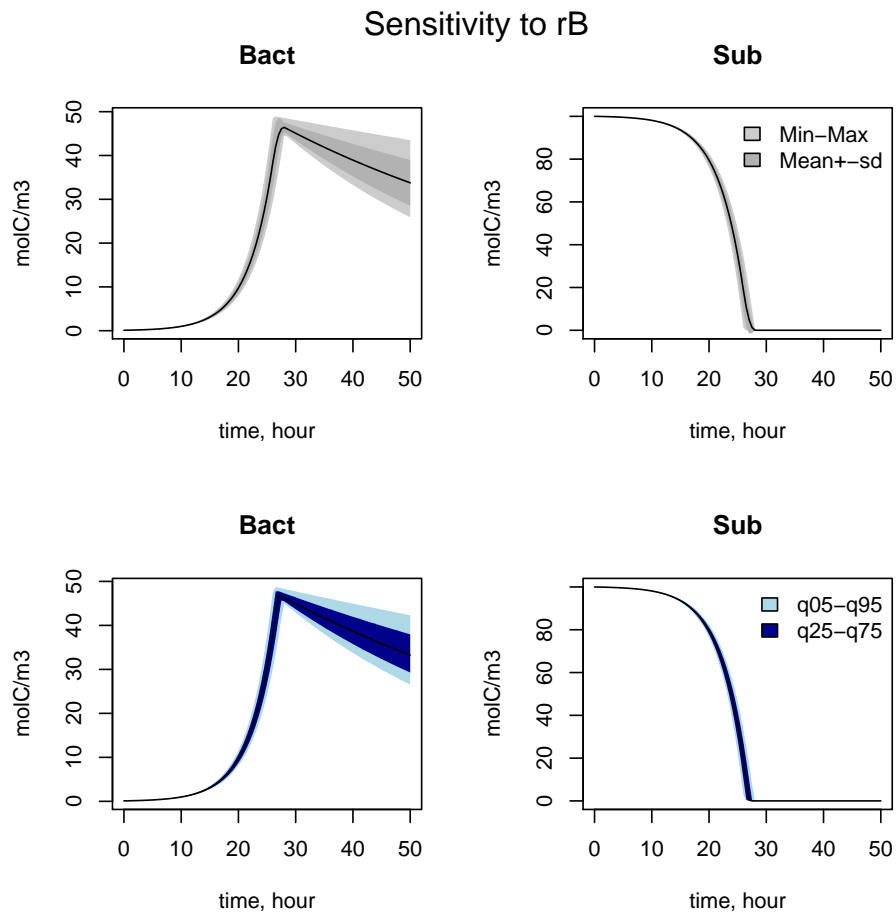 Sensitivity to rB
Bact
molC/m3
0 10 20 30 40 50
0 10 20 30 40 50
time, hour
Sub
molC/m3
0 20 40 60 80
0 10 20 30 40 50
time, hour
Min−Max
Mean+−sd
Bact
molC/m3
0 10 20 30 40 50
0 10 20 30 40 50
time, hour
Sub
molC/m3
0 20 40 60 80
0 10 20 30 40 50
time, hour
q05−q95
q25−q75